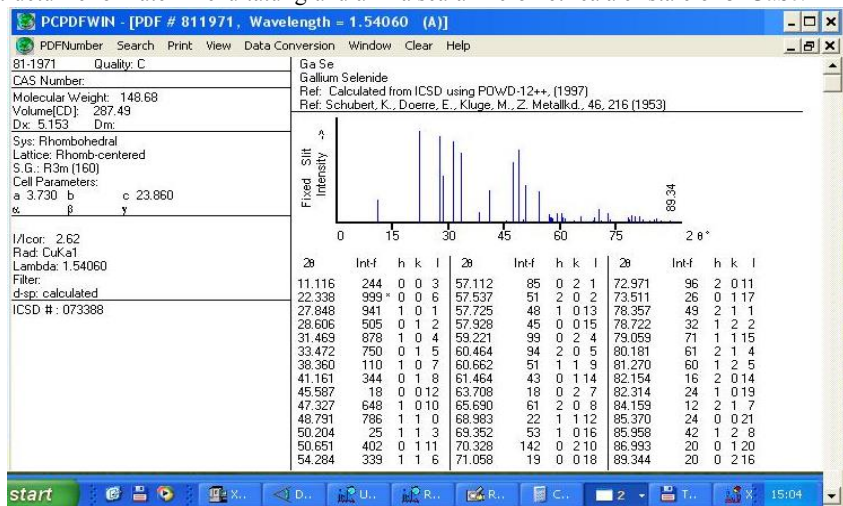 PCPDFWIN - [PDF # 811971, Wavelength = 1.54060 (A)]
PDFNumber Search Print View Data Conversion Window Clear Help
81-1971 Quality: C
CAS Number:
Molecular Weight: 148.68
Volume[CD]: 287.49
Dx: 5.153 Dm:
Sys: Rhombohedral
Lattice: Rhomb-centered
S.G.: R3m (160)
Cell Parameters:
a 3.730 b c 23.860
α β γ
I/Icor: 2.62
Rad: CuKa1
Lambda: 1.54060
Filter:
d-sp: calculated
ICSD # : 073388
Ga Se
Gallium Selenide
Ref: Calculated from ICSD using POWD-12++, (1997)
Ref: Schubert, K., Doerre, E., Kluge, M., Z. Metallkd., 46, 216 (1953)
Fixed Slit
Intensity ->
89.34
0 15 30 45 60 75 2 θ°
2θ Int-f h k l 2θ Int-f h k l 2θ Int-f h k l
11.116 244 0 0 3 57.112 85 0 2 1 72.971 96 2 0 11
22.338 999 * 0 0 6 57.537 51 2 0 2 73.511 26 0 1 17
27.848 941 1 0 1 57.725 48 1 0 13 78.357 49 2 1 1
28.606 505 0 1 2 57.928 45 0 0 15 78.722 32 1 2 2
31.469 878 1 0 4 59.221 99 0 2 4 79.059 71 1 1 15
33.472 750 0 1 5 60.464 94 2 0 5 80.181 61 2 1 4
38.360 110 1 0 7 60.662 51 1 1 9 81.270 60 1 2 5
41.161 344 0 1 8 61.464 43 0 1 14 82.154 16 2 0 14
45.587 18 0 0 12 63.708 18 0 2 7 82.314 24 1 0 19
47.327 648 1 0 10 65.690 61 2 0 8 84.159 12 2 1 7
48.791 786 1 1 0 68.983 22 1 1 12 85.370 24 0 0 21
50.204 25 1 1 3 69.352 53 1 0 16 85.958 42 1 2 8
50.651 402 0 1 11 70.328 142 0 2 10 86.993 20 0 1 20
54.284 339 1 1 6 71.058 19 0 0 18 89.344 20 0 2 16
start X.. D.. U.. R.. R.. C.. 2 T.. X 15:04